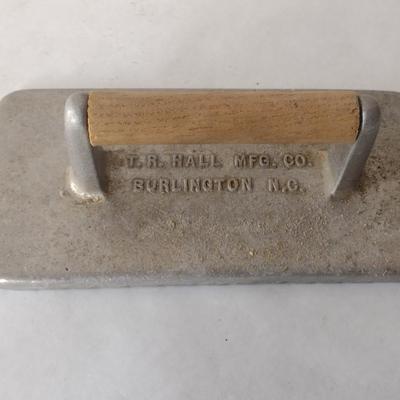 T. R. HALL MFG. CO.
BURLINGTON N.C.